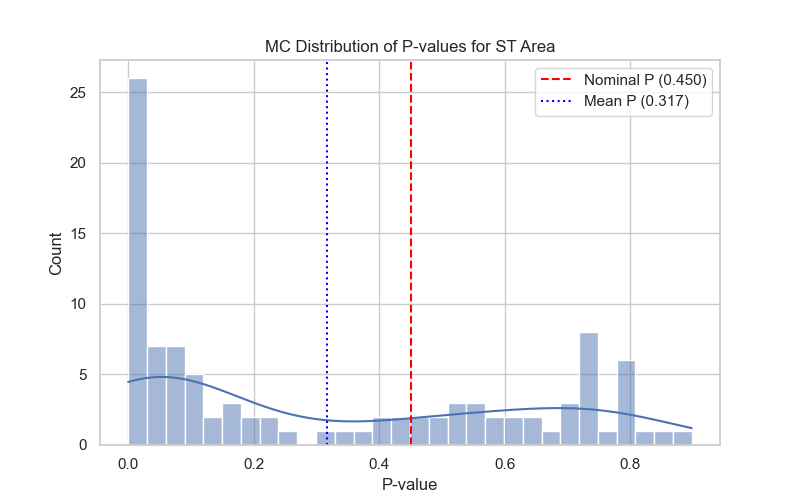 MC Distribution of P-values for ST Area
Nominal P (0.450)
Mean P (0.317)
Count
25
20
15
10
5
0
0.0 0.2 0.4 0.6 0.8
P-value